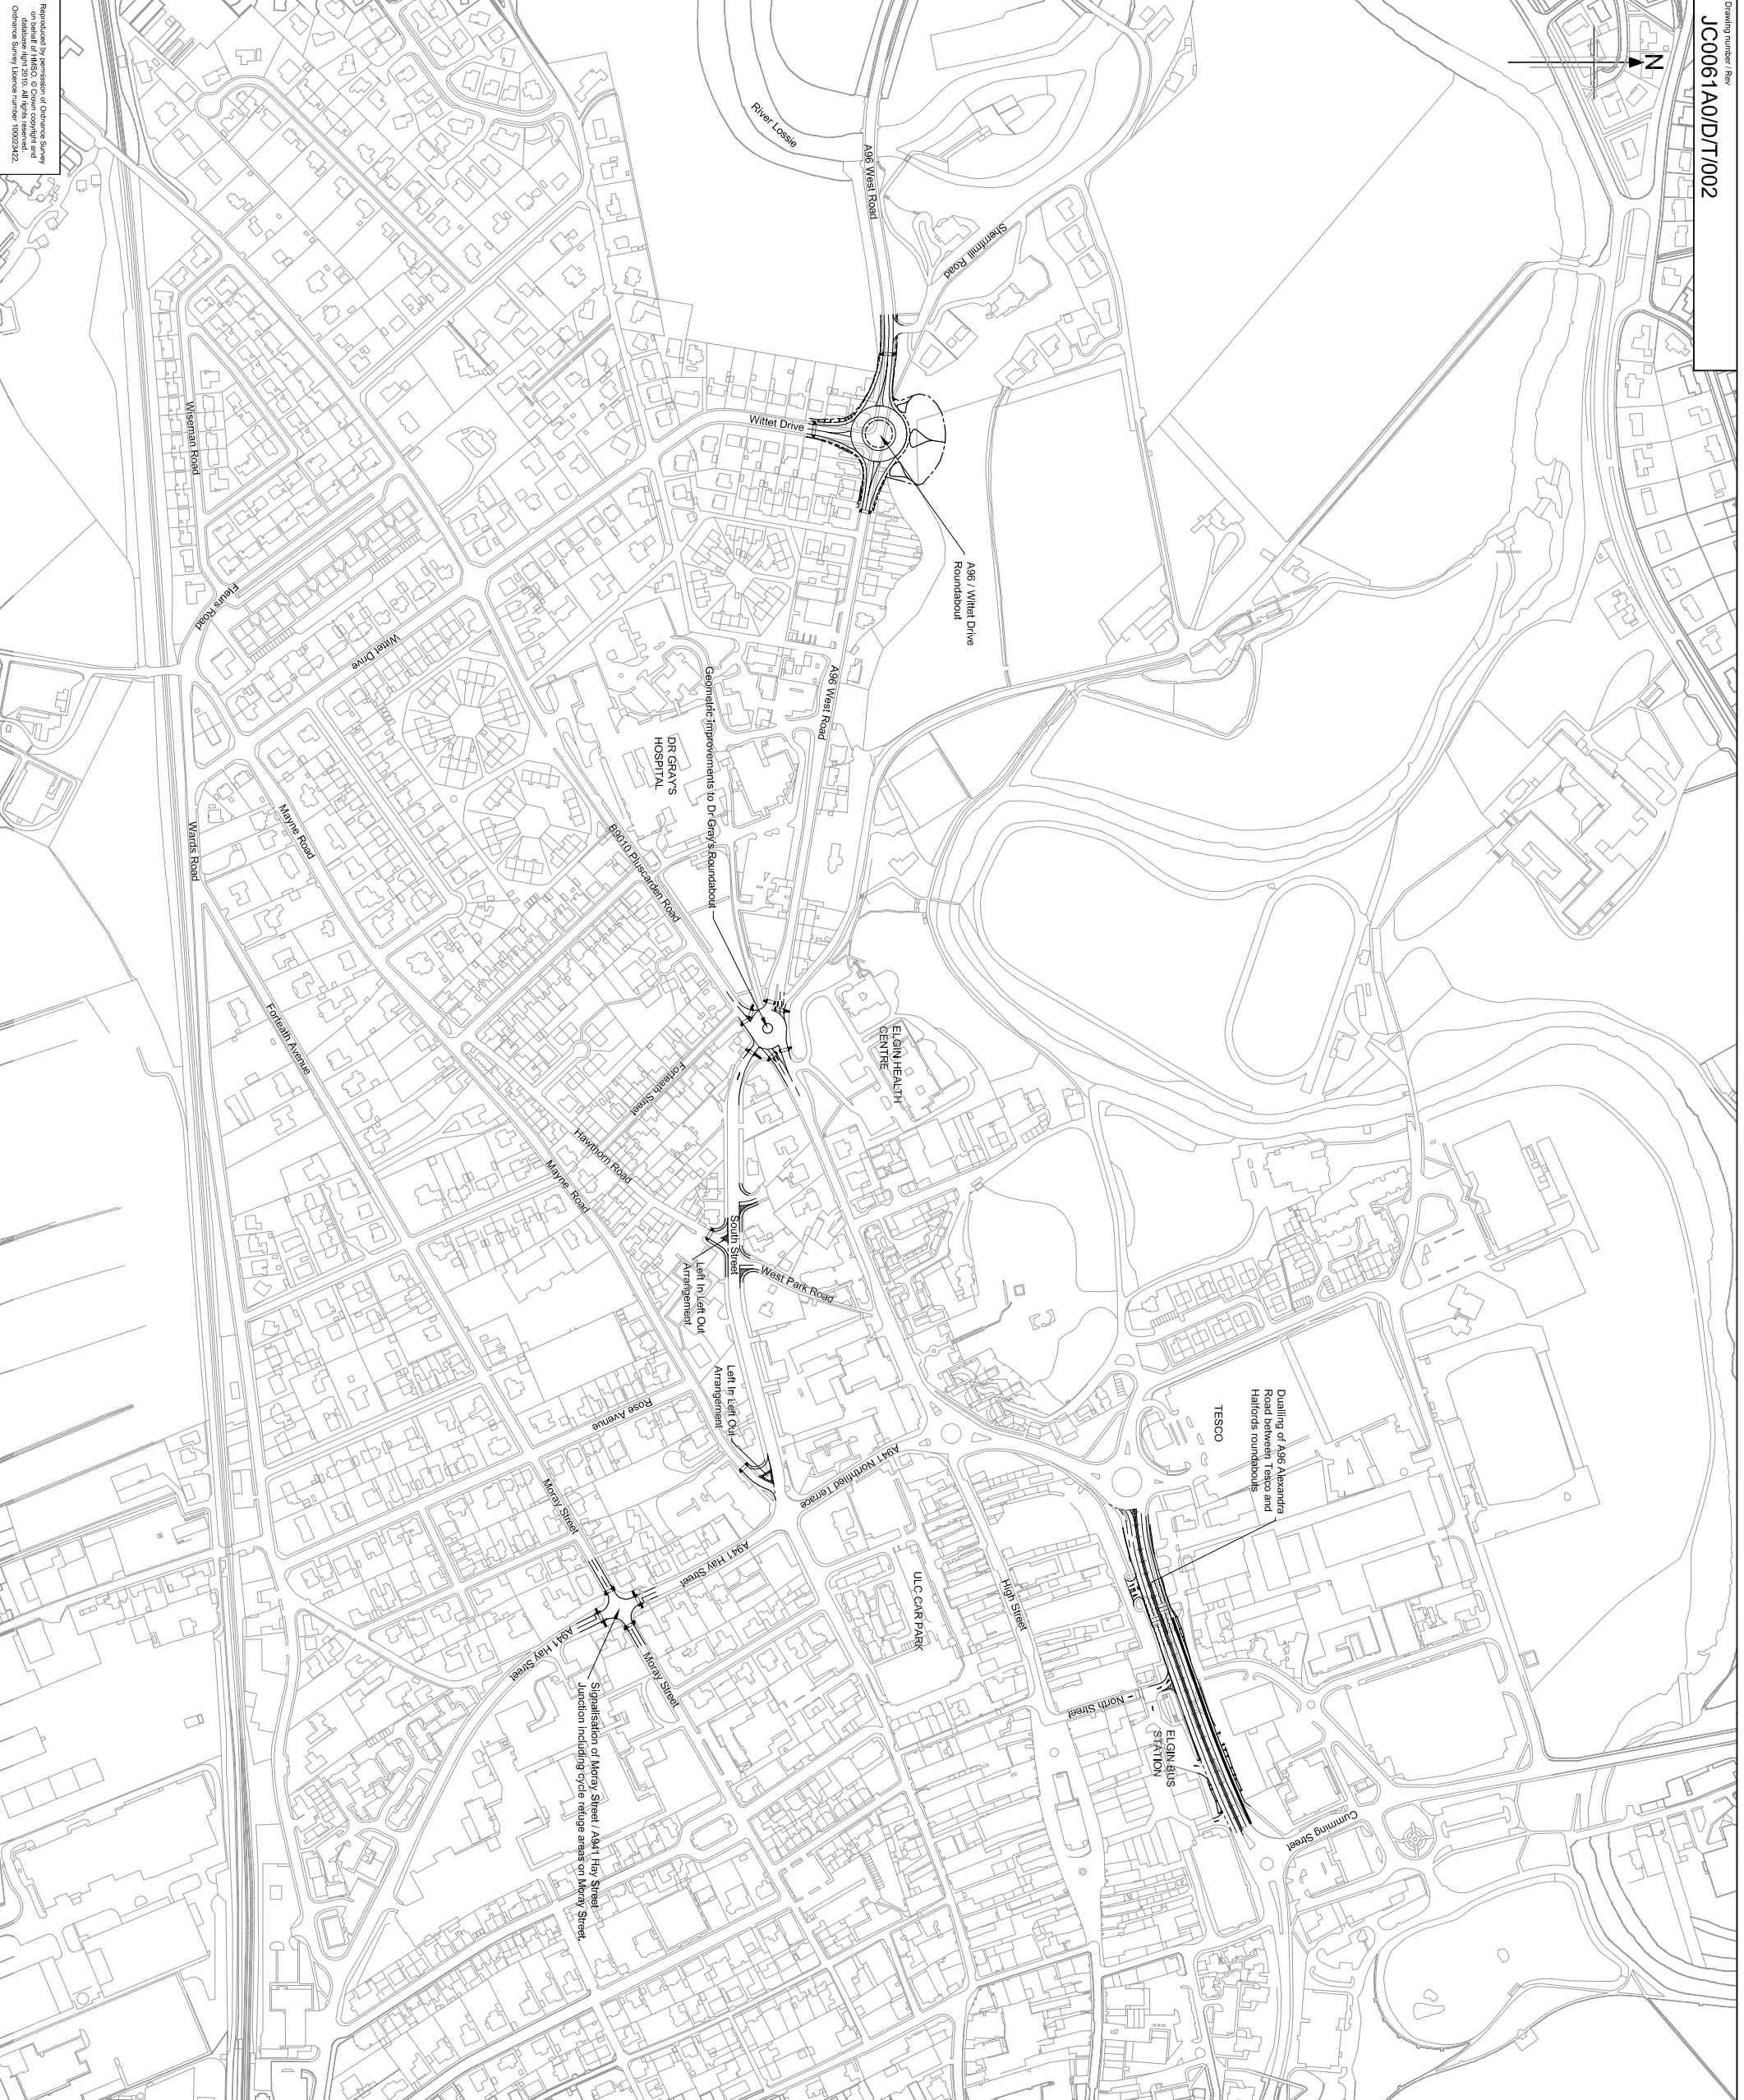 Drawing number / Rev
JC0061A0/D/T/002
N
River Lossie
A96 West Road
Sherrifmill Road
Wittet Drive
A96 / Wittet Drive
Roundabout
Wiseman Road
Fleurs Road
Wittet Drive
A96 West Road
Geometric improvements to Dr Gray's Roundabout
DR GRAY'S
HOSPITAL
B9010 Pluscarden Road
Mayne Road
Wards Road
Forteath Avenue
ELGIN HEALTH
CENTRE
Forteath Street
Hawthorn Road
Mayne Road
South Street
West Park Road
Left In Left Out
Arrangement
Left In Left Out
Arrangement
Rose Avenue
A941 Northfiled Terrace
TESCO
Dualling of A96 Alexandra
Road between Tesco and
Halfords roundabouts
Moray Street
A941 Hay Street
ULC CAR PARK
High Street
A941 Hay Street
Moray Street
North Street
ELGIN BUS
STATION
Cumming Street
Signalisation of Moray Street / A941 Hay Street
Junction including cycle refuge areas on Moray Street.
Reproduced by permission of Ordnance Survey
on behalf of HMSO. © Crown copyright and
database right 2010. All rights reserved.
Ordnance Survey Licence number 100023422.